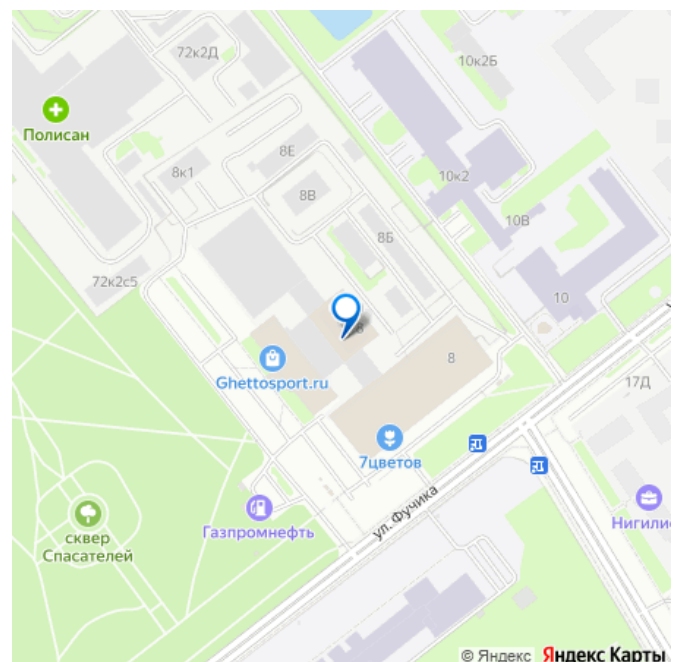 72к2Д
10к2Б
Полисан
8Е
8к1
10к2
8В
10В
8Б
72к2с5
10
8
Ghettosport.ru
17Д
7цветов
ул. Фучика
Газпромнефть
Нигилис
сквер
Спасателей
© Яндекс Яндекс Карты